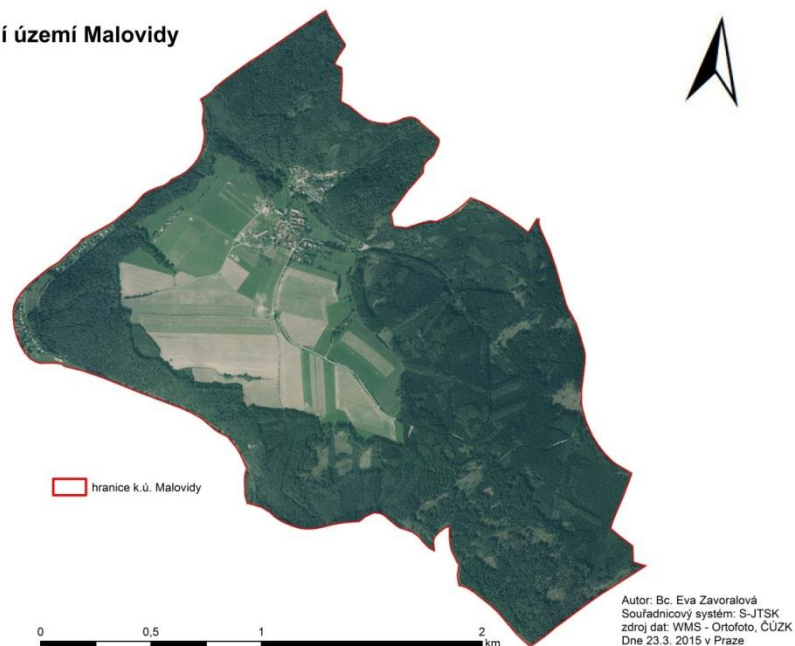 í území Malovidy
hranice k.ú. Malovidy
0 0,5 1 2
km
Autor: Bc. Eva Zavoralová
Souřadnicový systém: S-JTSK
zdroj dat: WMS - Ortofoto, ČÚZK
Dne 23.3. 2015 v Praze